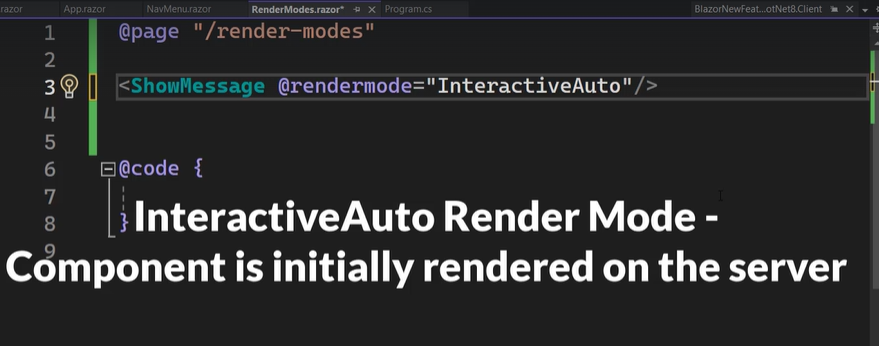 razor App.razor NavMenu.razor RenderModes.razor* Program.cs BlazorNewFeat...otNet8.Client
1 @page "/render-modes"
2
3 <ShowMessage @rendermode="InteractiveAuto"/>
4
5
6 @code {
7
8 }
9
InteractiveAuto Render Mode -
Component is initially rendered on the server